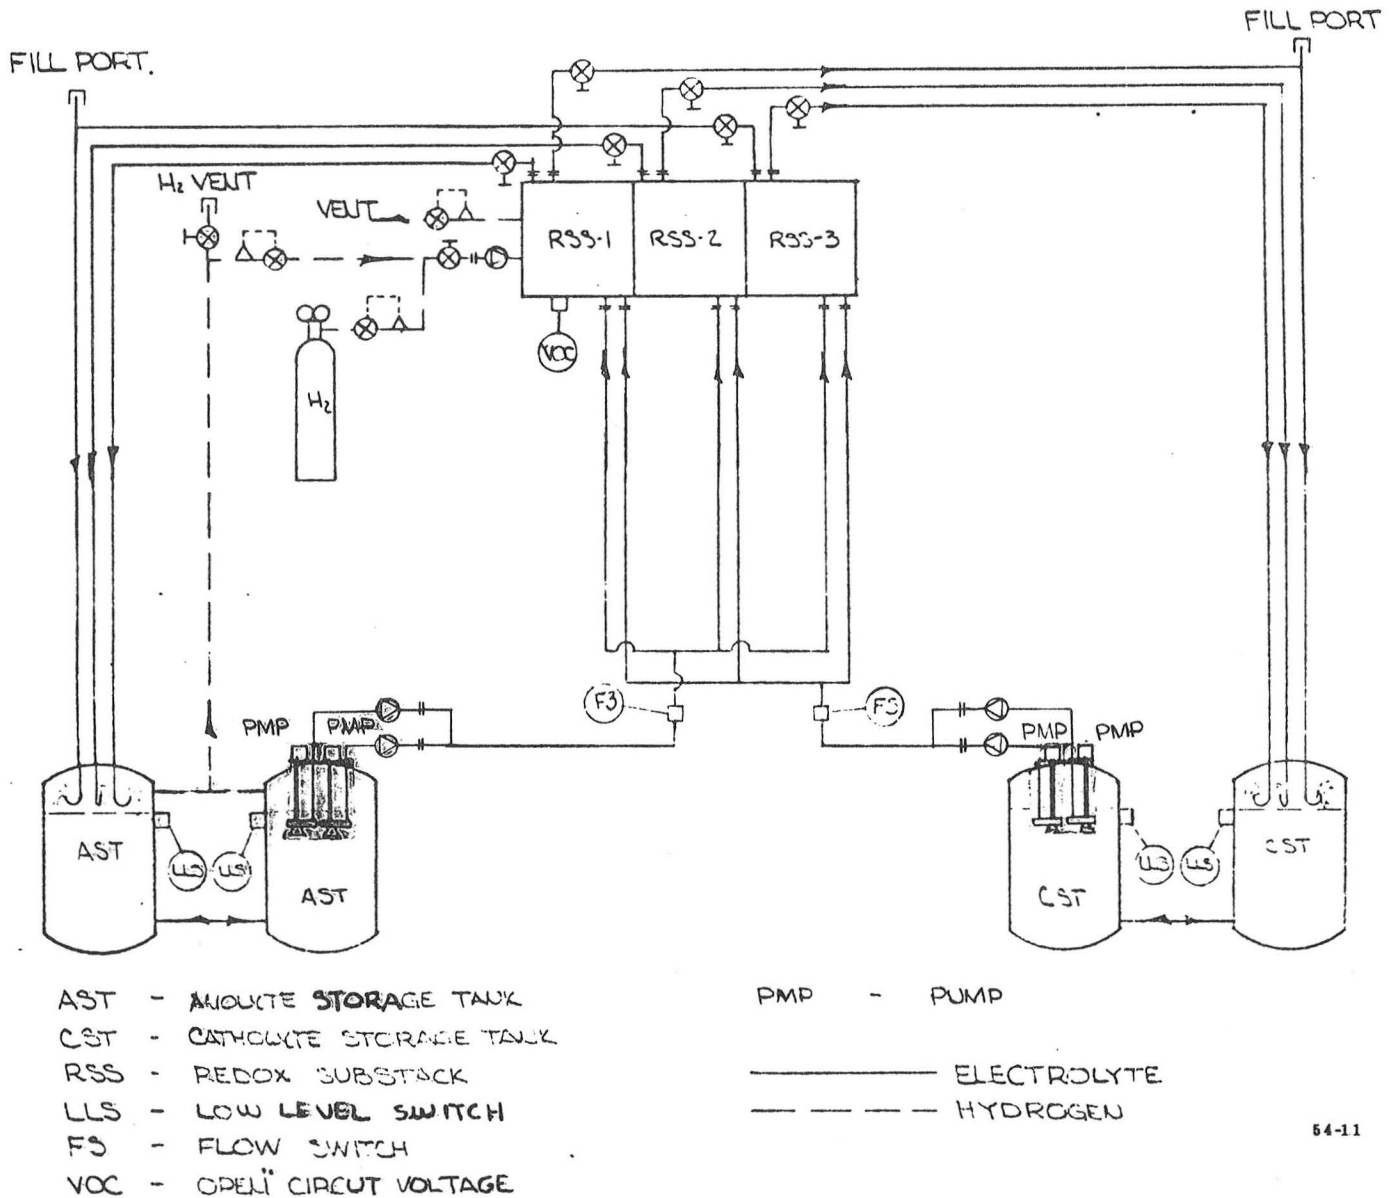 FILL PORT
FILL PORT.
H₂ VENT
VENT
RSS-1
RSS-2
RSS-3
VOC
H₂
FS
FS
PMP
PMP
PMP
PMP
AST
LLS
LLS
AST
CST
LLS
LLS
CST
AST - ANOLYTE STORAGE TANK
CST - CATHOLYTE STORAGE TANK
RSS - REDOX SUBSTACK
LLS - LOW LEVEL SWITCH
FS - FLOW SWITCH
VOC - OPEN CIRCUT VOLTAGE
PMP - PUMP
ELECTROLYTE
HYDROGEN
54-11